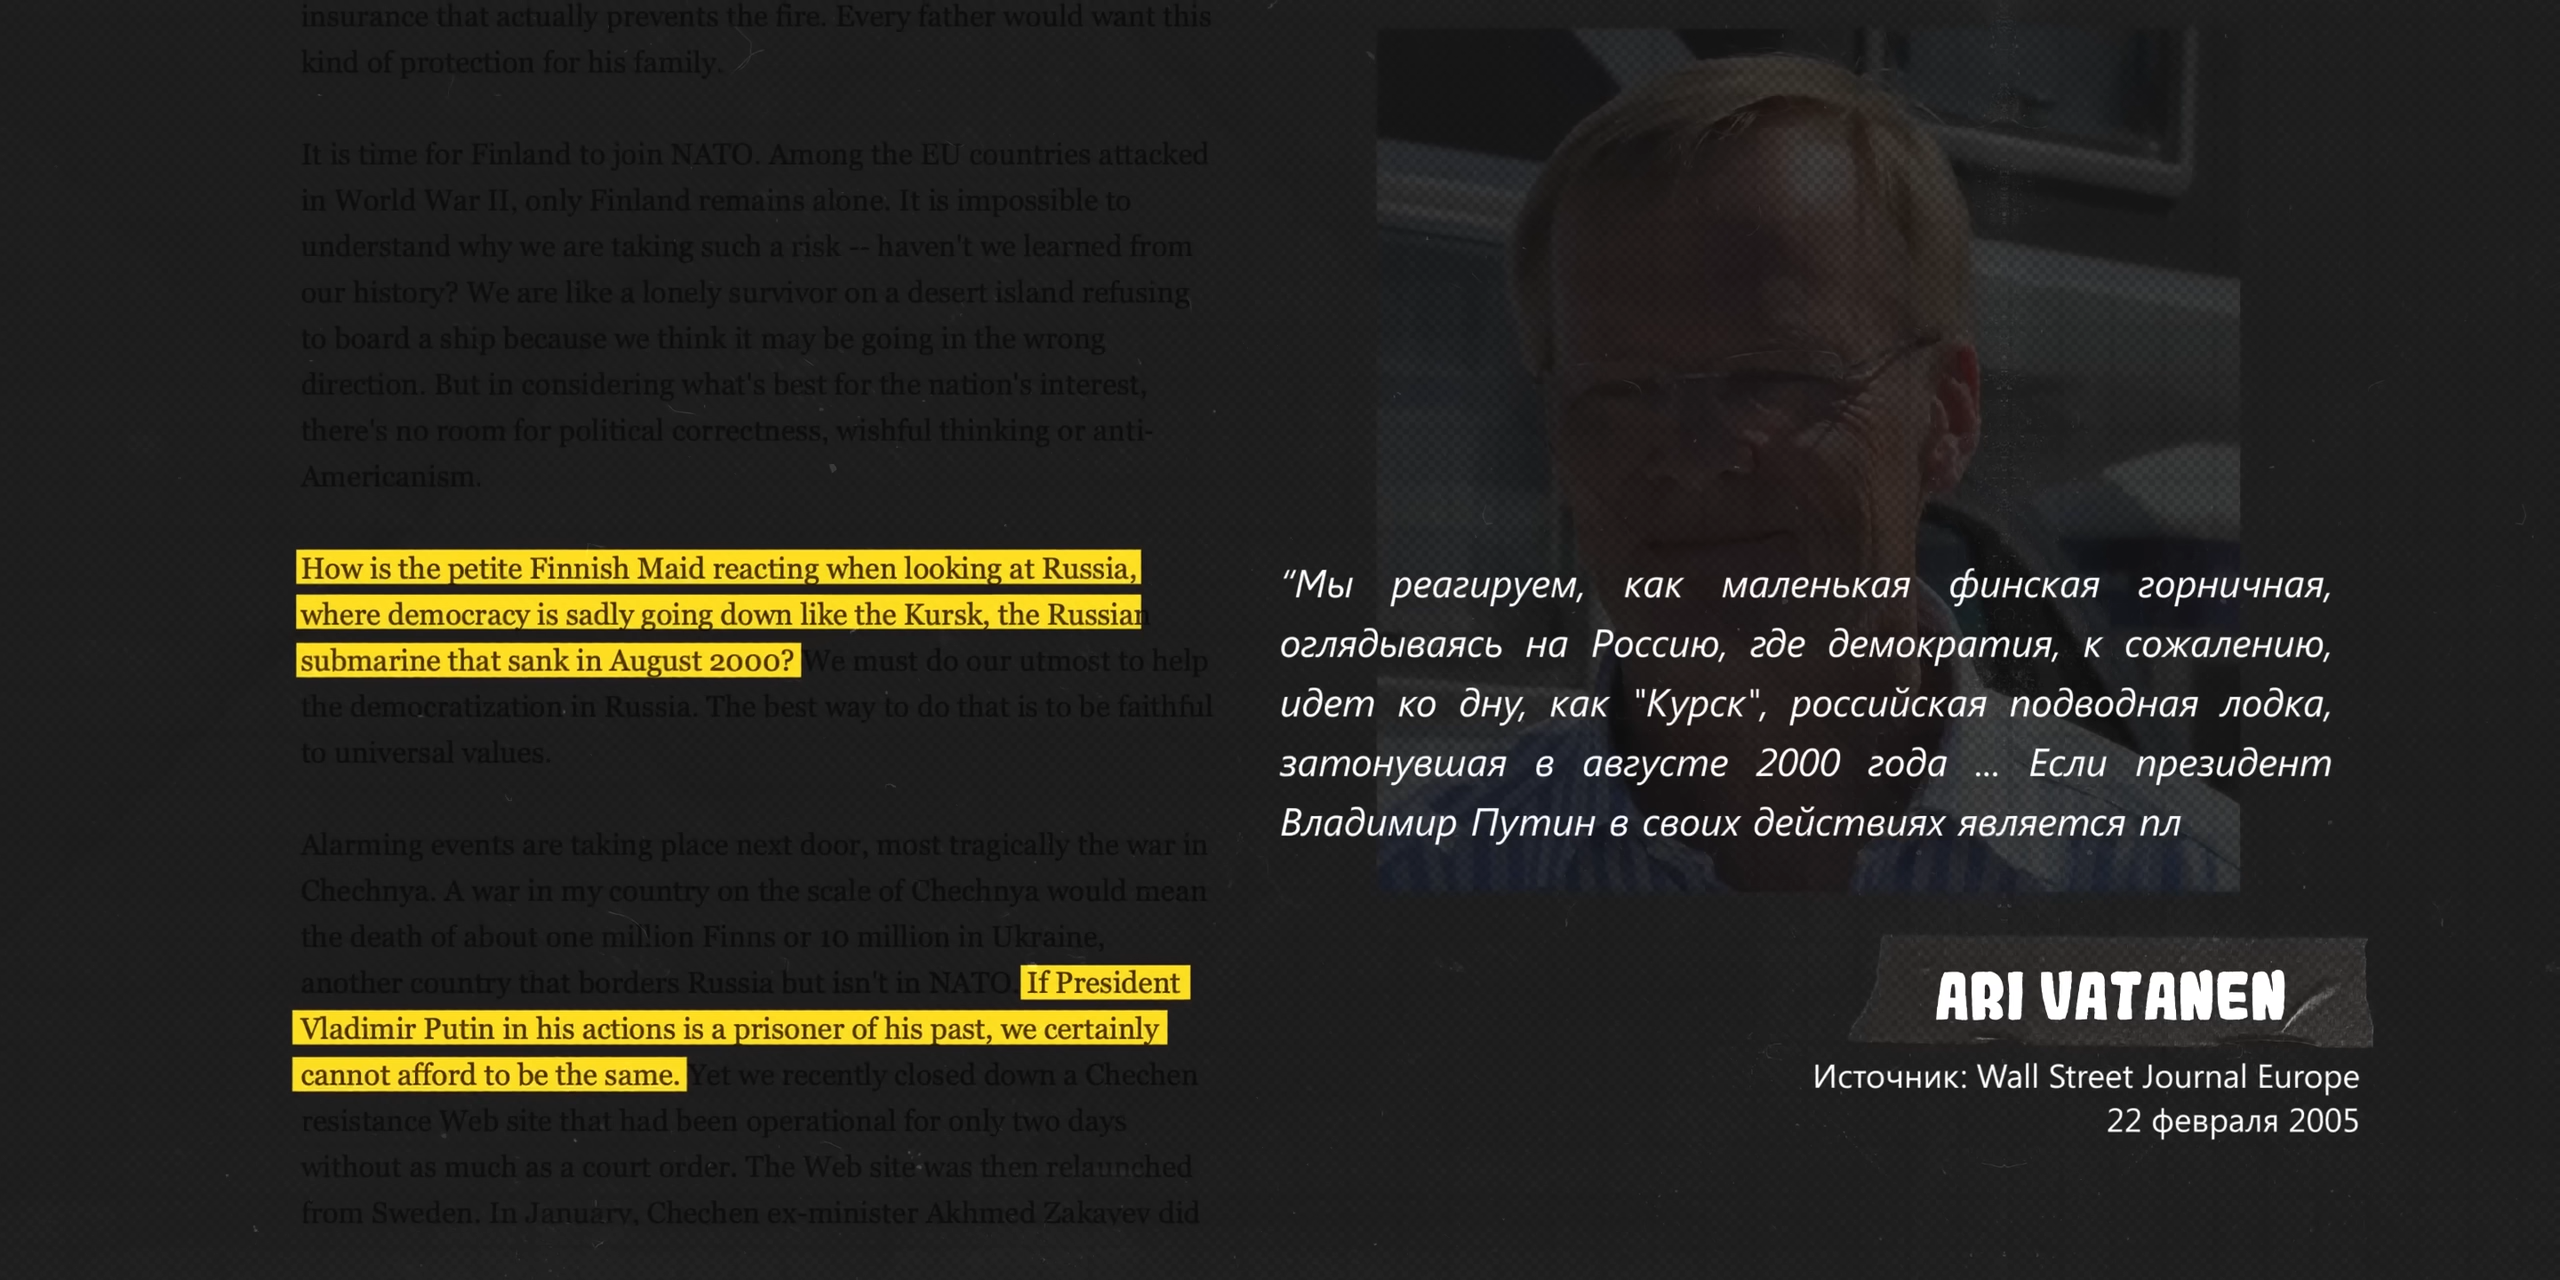 insurance that actually prevents the fire. Every father would want this
kind of protection for his family.
It is time for Finland to join NATO. Among the EU countries attacked
in World War II, only Finland remains alone. It is impossible to
understand why we are taking such a risk -- haven't we learned from
our history? We are like a lonely survivor on a desert island refusing
to board a ship because we think it may be going in the wrong
direction. But in considering what's best for the nation's interest,
there's no room for political correctness, wishful thinking or anti-
Americanism.
How is the petite Finnish Maid reacting when looking at Russia,
where democracy is sadly going down like the Kursk, the Russian
submarine that sank in August 2000? We must do our utmost to help
the democratization in Russia. The best way to do that is to be faithful
to universal values.
Alarming events are taking place next door, most tragically the war in
Chechnya. A war in my country on the scale of Chechnya would mean
the death of about one million Finns or 10 million in Ukraine,
another country that borders Russia but isn't in NATO. If President
Vladimir Putin in his actions is a prisoner of his past, we certainly
cannot afford to be the same. Yet we recently closed down a Chechen
resistance Web site that had been operational for only two days
without as much as a court order. The Web site was then relaunched
from Sweden. In January, Chechen ex-minister Akhmed Zakayev did
“Мы реагируем, как маленькая финская горничная,
оглядываясь на Россию, где демократия, к сожалению,
идет ко дну, как "Курск", российская подводная лодка,
затонувшая в августе 2000 года ... Если президент
Владимир Путин в своих действиях является пл
ARI VATANEN
Источник: Wall Street Journal Europe
22 февраля 2005